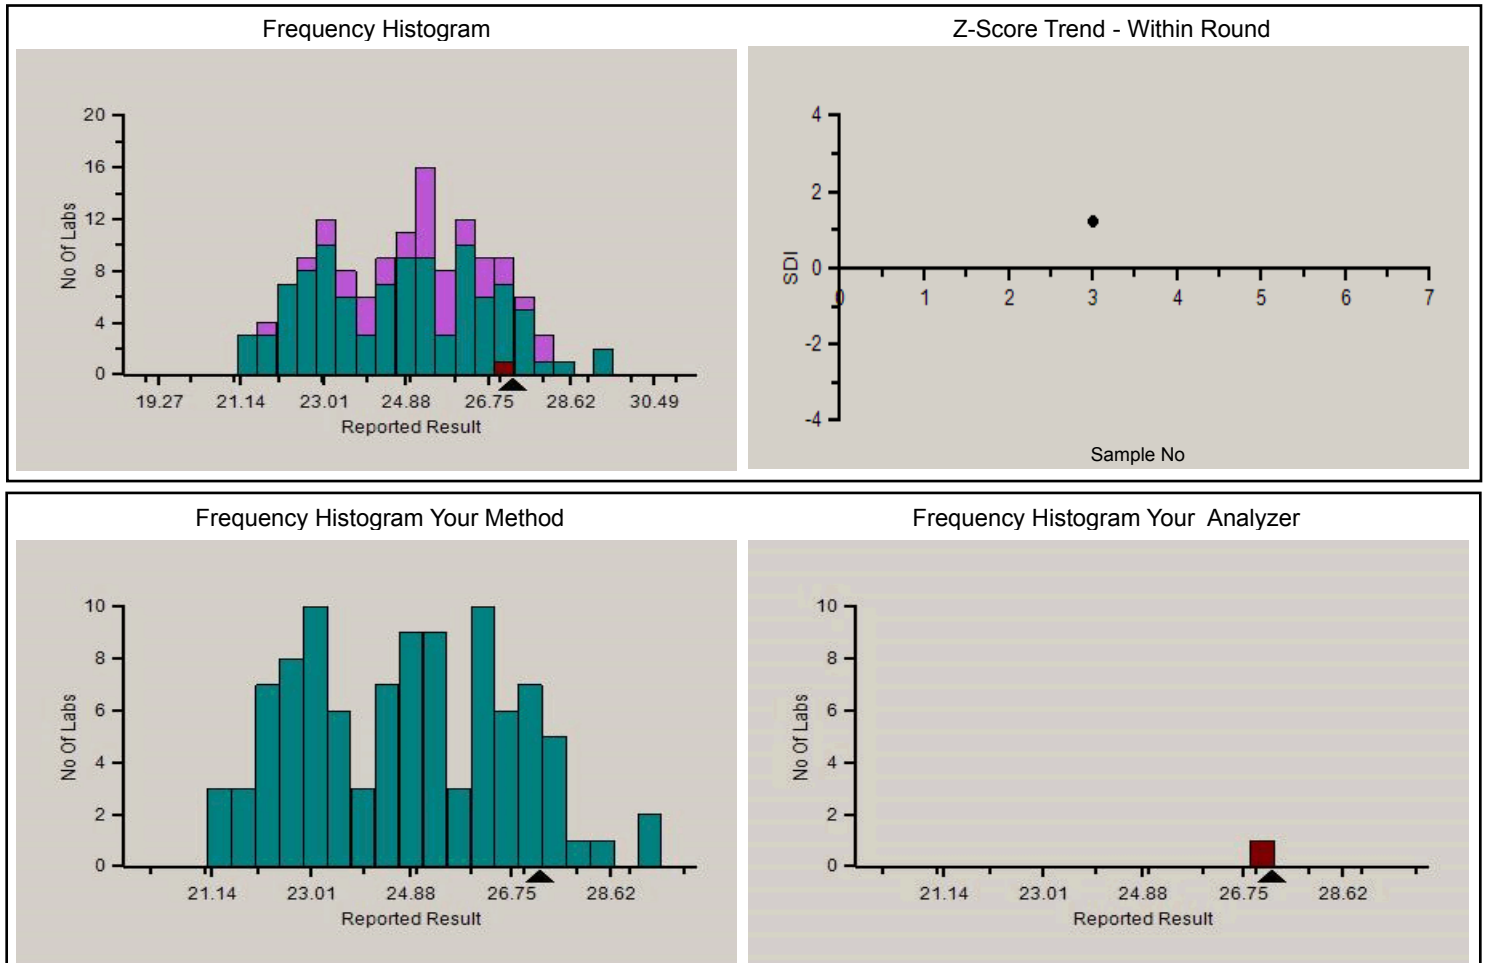 Frequency Histogram
20
16
12
8
4
0
No Of Labs
19.27 21.14 23.01 24.88 26.75 28.62 30.49
Reported Result
Z-Score Trend - Within Round
4
2
0
-2
-4
SDI
0 1 2 3 4 5 6 7
Sample No
Frequency Histogram Your Method
10
8
6
4
2
0
No Of Labs
21.14 23.01 24.88 26.75 28.62
Reported Result
Frequency Histogram Your Analyzer
10
8
6
4
2
0
No Of Labs
21.14 23.01 24.88 26.75 28.62
Reported Result